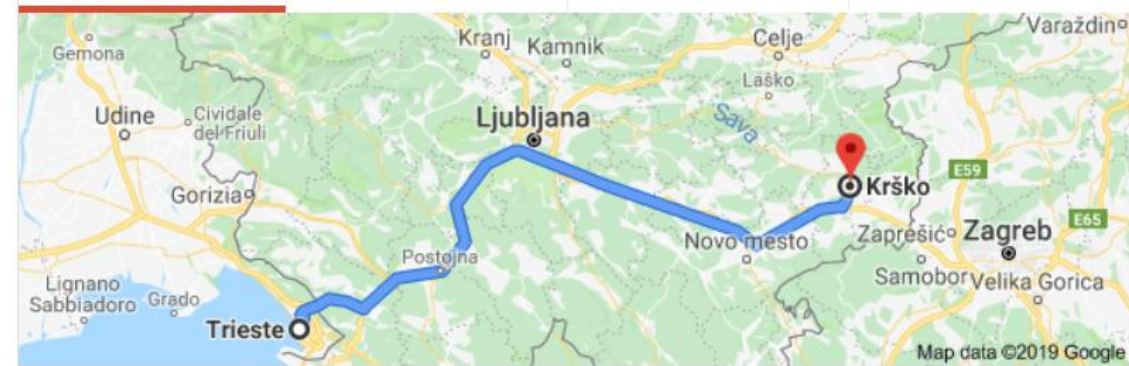 Varaždin
Kranj
Kamnik
Celje
Gemona
Laško
Udine
Cividale
del Friuli
Ljubljana
Sava
E59
Krško
Gorizia
E65
Novo mesto
Zaprešić
Zagreb
Postojna
Samobor
Velika Gorica
Lignano
Sabbiadoro
Grado
Trieste
Map data ©2019 Google